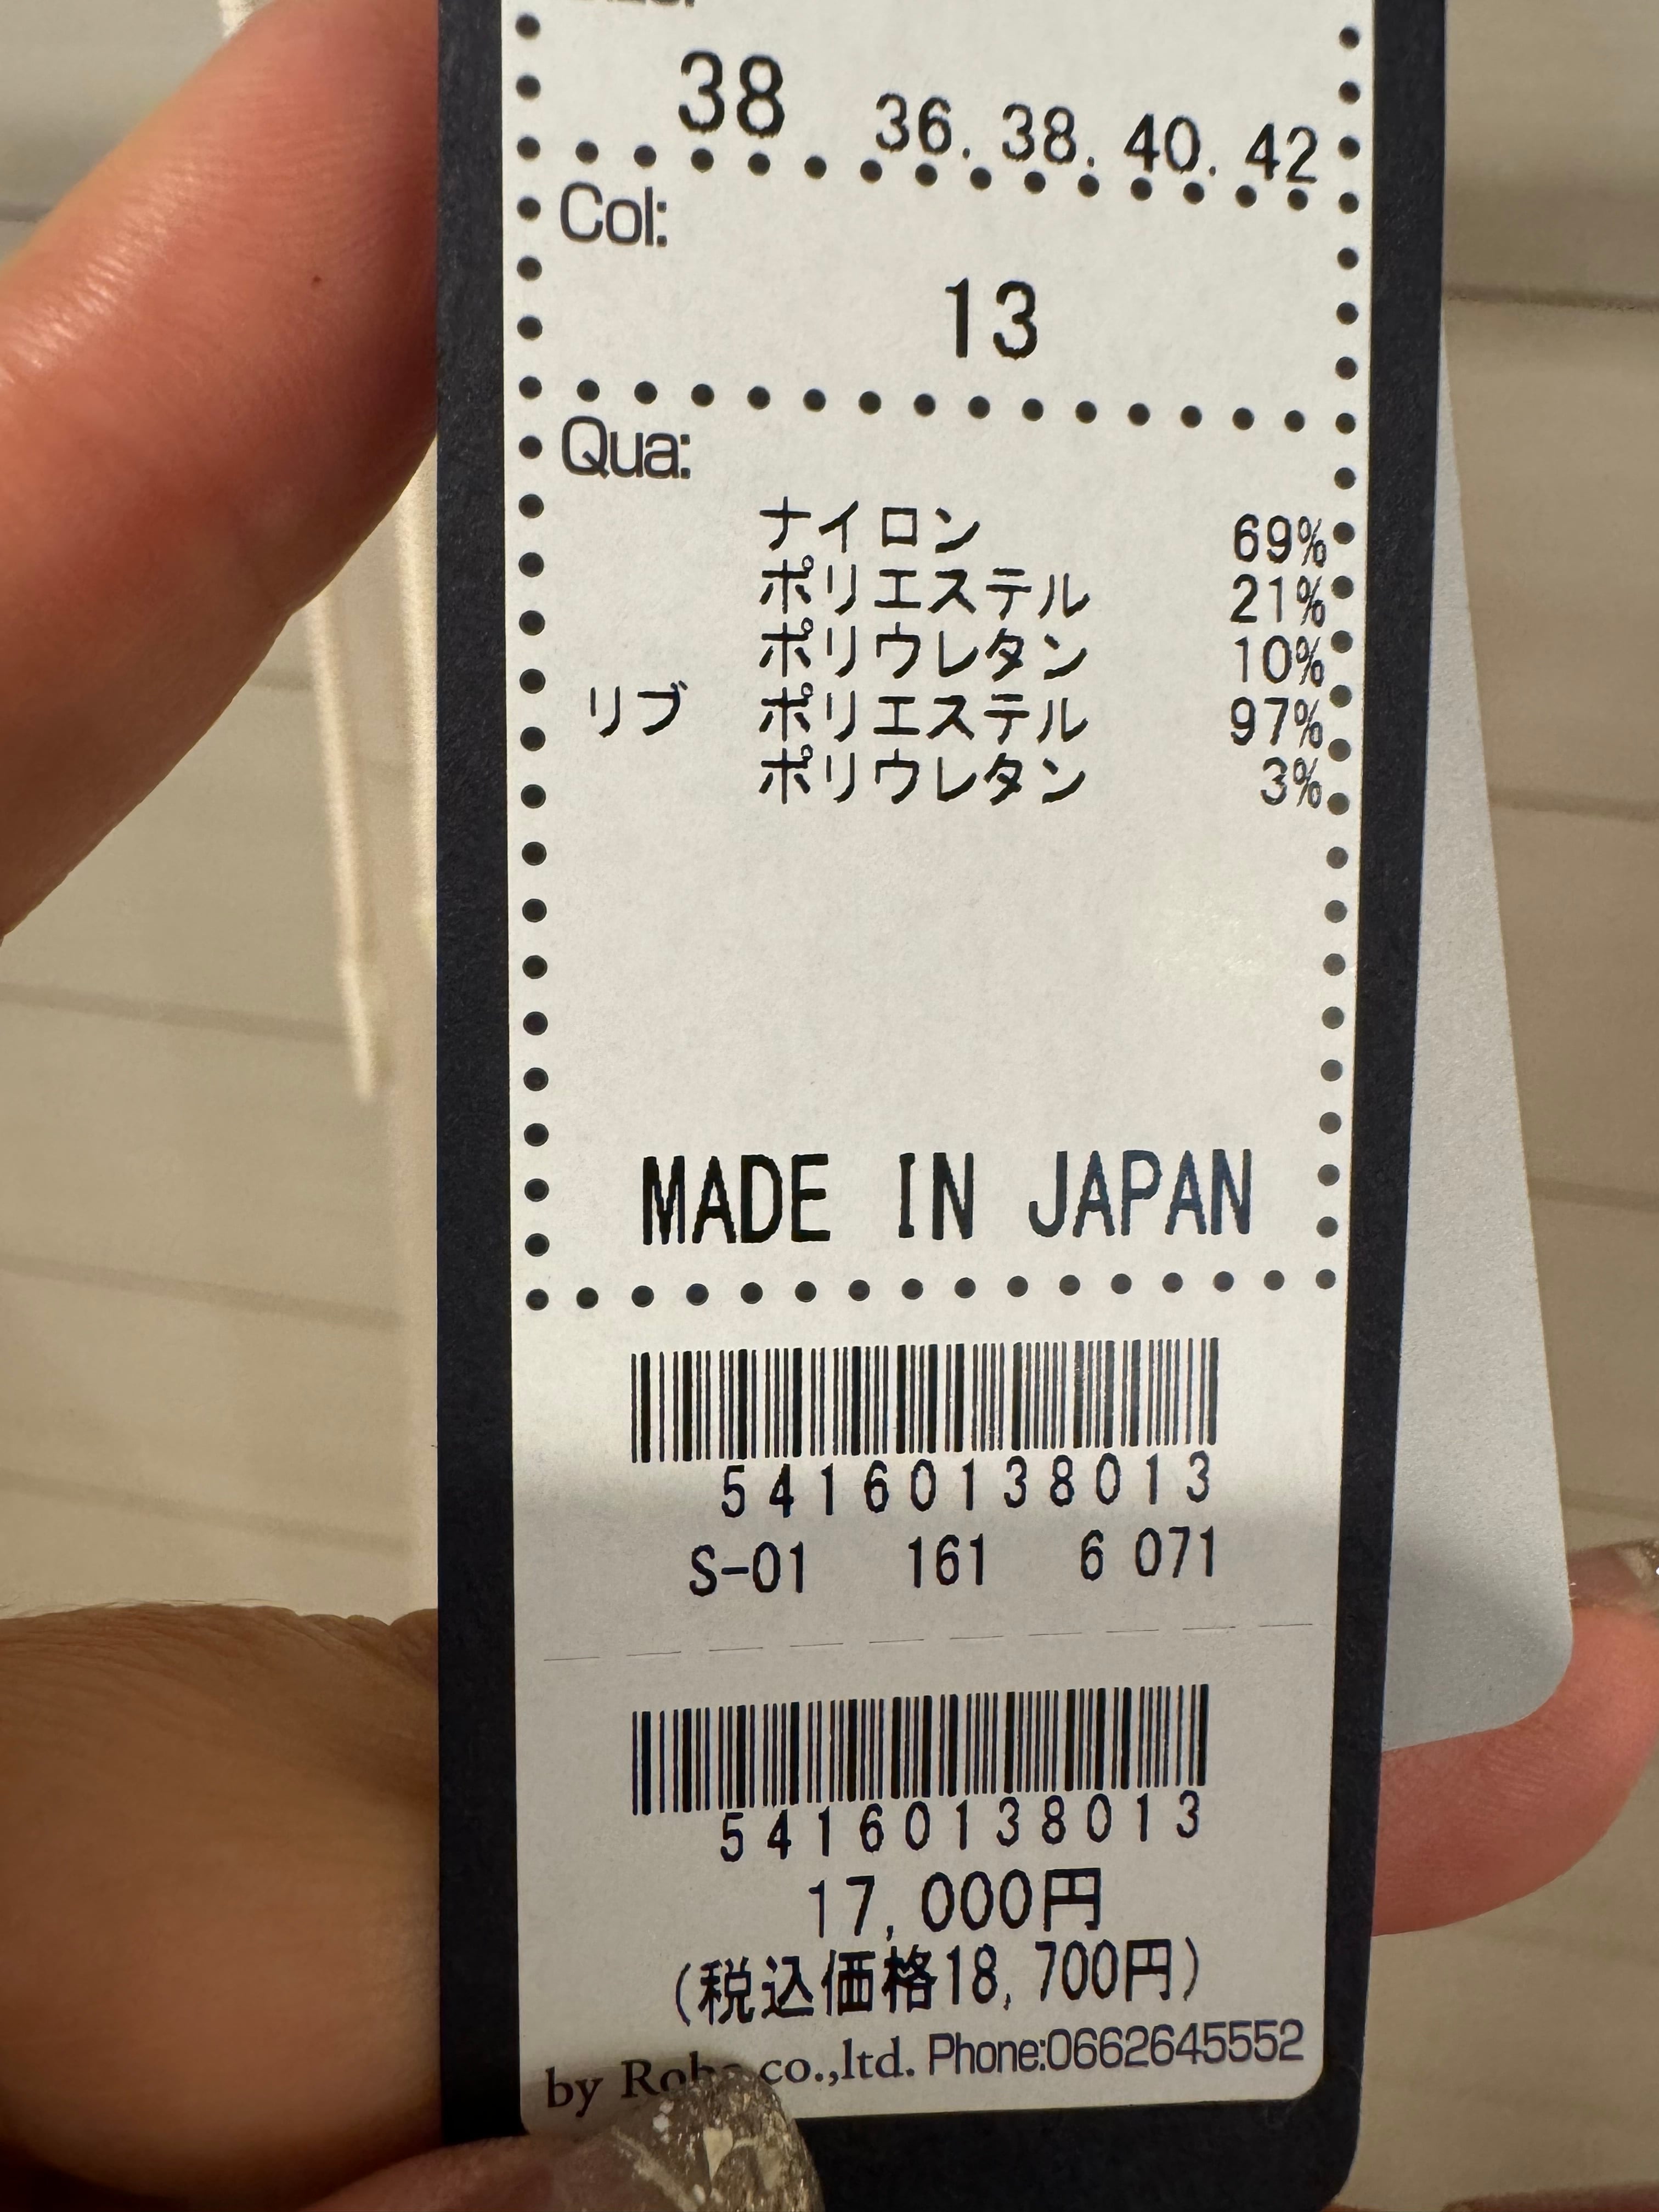 38 36. 38. 40. 42
Col:
13
Qua:
ナイロン 69%
ポリエステル 21%
ポリウレタン 10%
リブ ポリエステル 97%
ポリウレタン 3%
MADE IN JAPAN
54160138013
S-01 161 6 071
54160138013
17,000円
(税込価格18,700円)
by co.,ltd. Phone:0662645552